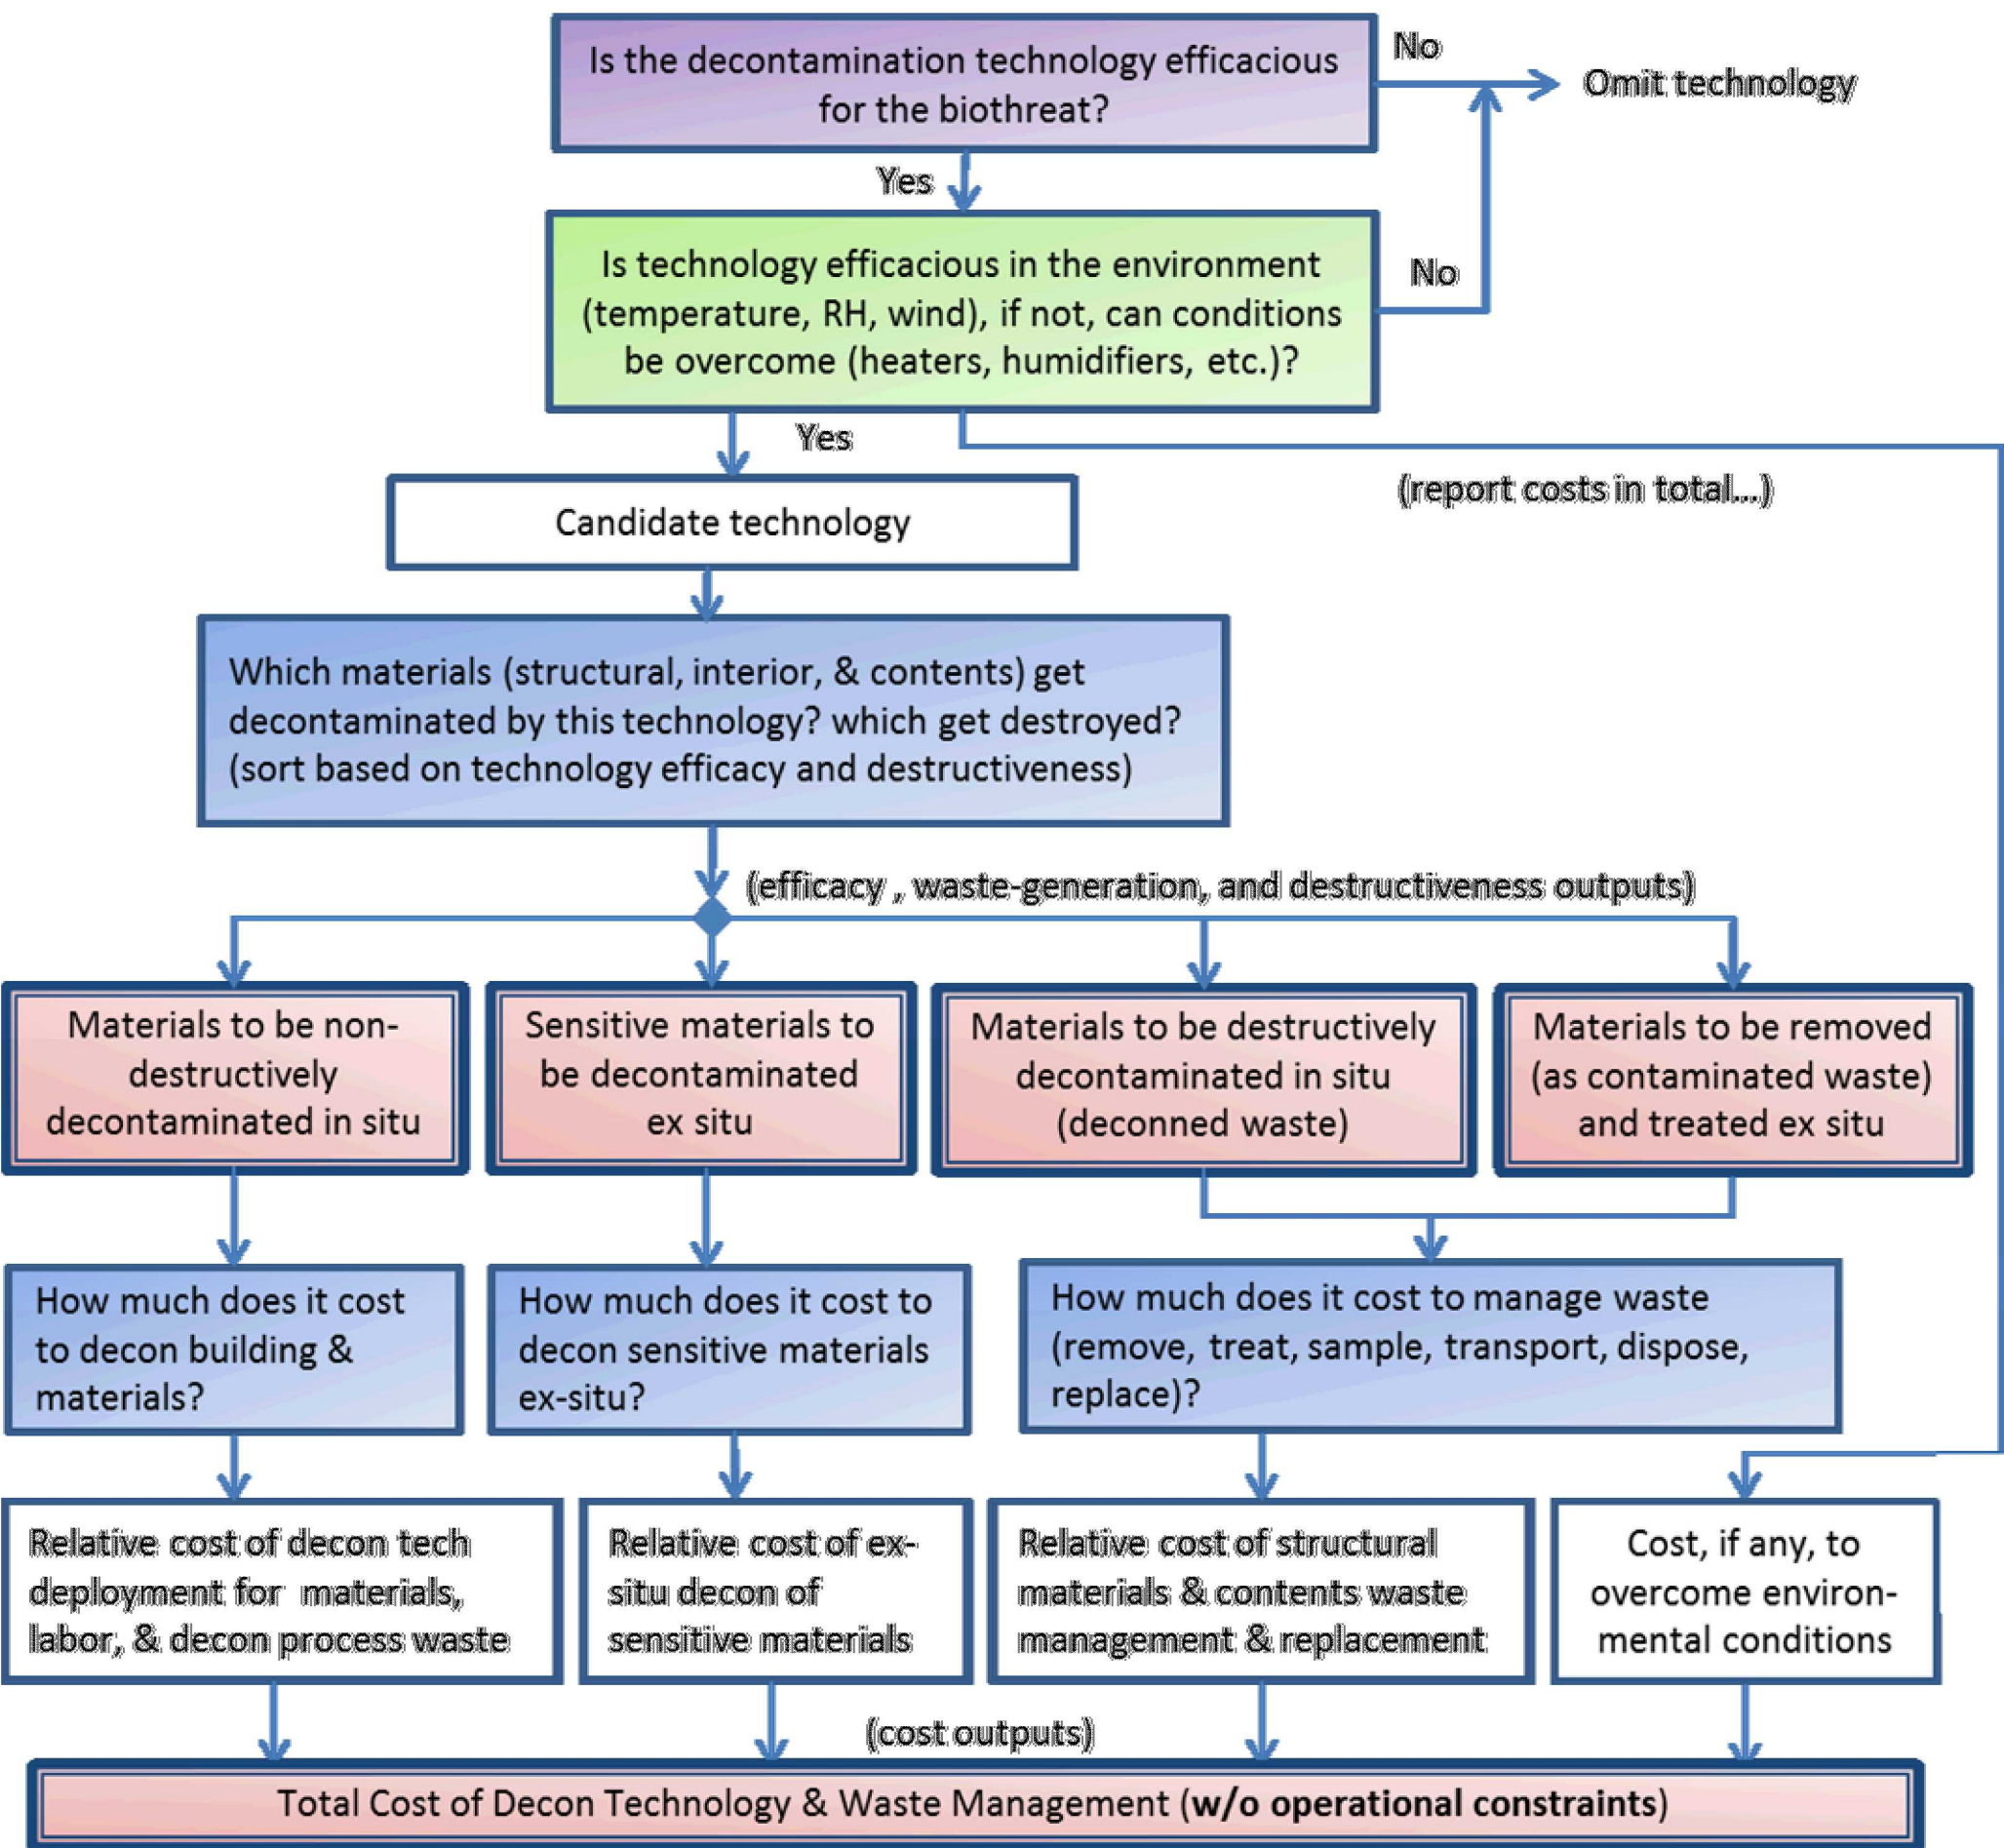 Is the decontamination technology efficacious
for the biothreat?
No
Omit technology
Yes
Is technology efficacious in the environment
(temperature, RH, wind), if not, can conditions
be overcome (heaters, humidifiers, etc.)?
No
Yes
(report costs in total...)
Candidate technology
Which materials (structural, interior, & contents) get
decontaminated by this technology? which get destroyed?
(sort based on technology efficacy and destructiveness)
(efficacy , waste-generation, and destructiveness outputs)
Materials to be non-
destructively
decontaminated in situ
Sensitive materials to
be decontaminated
ex situ
Materials to be destructively
decontaminated in situ
(deconned waste)
Materials to be removed
(as contaminated waste)
and treated ex situ
How much does it cost
to decon building &
materials?
How much does it cost to
decon sensitive materials
ex-situ?
How much does it cost to manage waste
(remove, treat, sample, transport, dispose,
replace)?
Relative cost of decon tech
deployment for materials,
labor, & decon process waste
Relative cost of ex-
situ decon of
sensitive materials
Relative cost of structural
materials & contents waste
management & replacement
Cost, if any, to
overcome environ-
mental conditions
(cost outputs)
Total Cost of Decon Technology & Waste Management (w/o operational constraints)